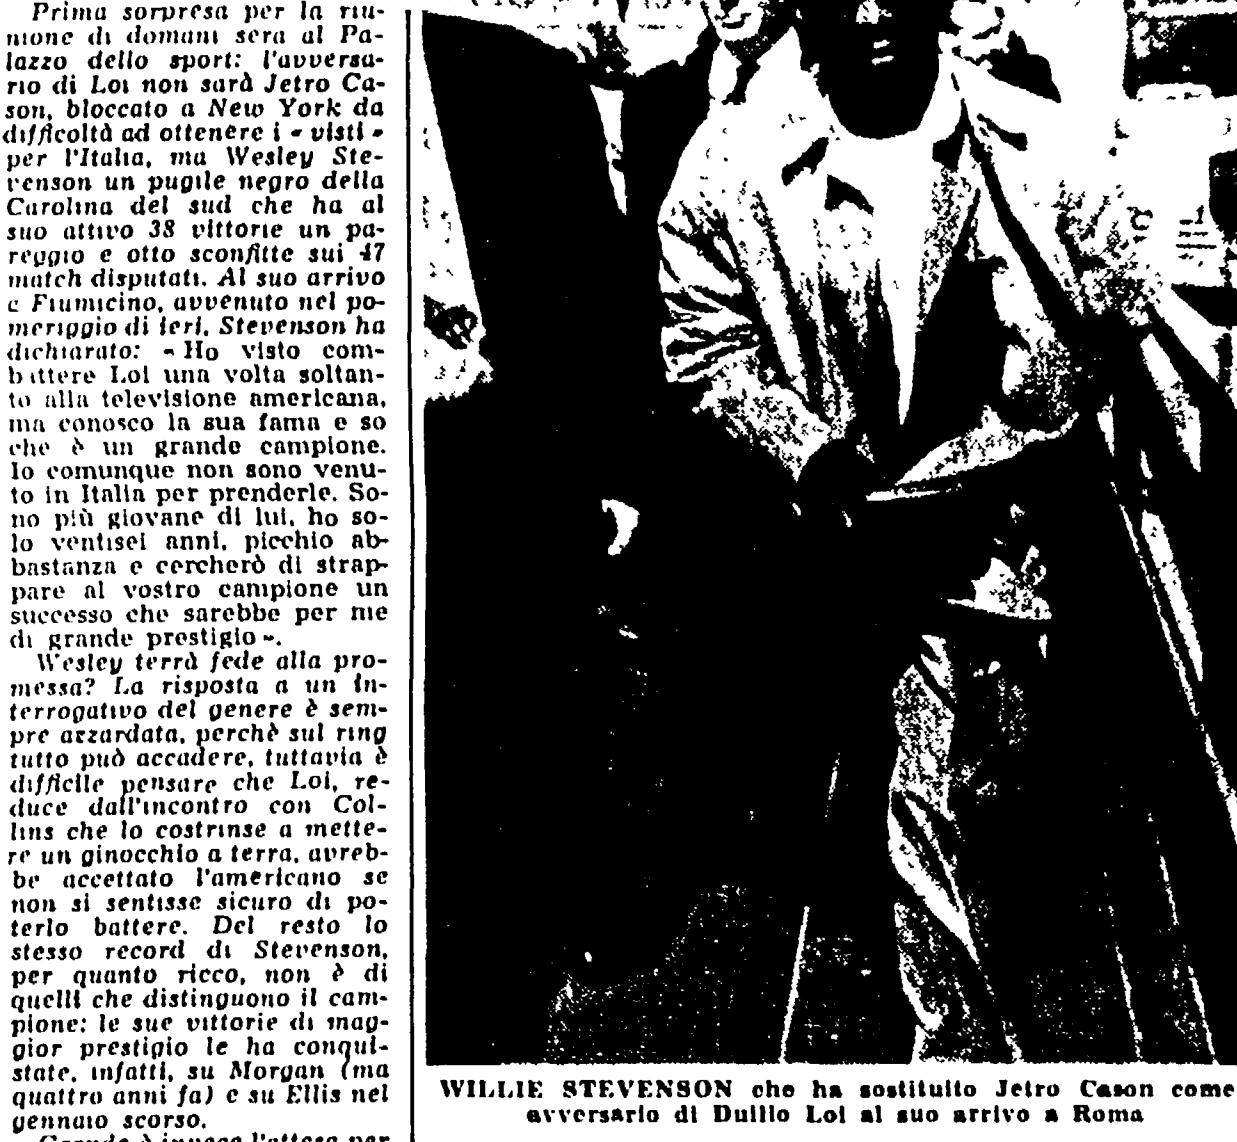 Prima sorpresa per la riu-
nione di domani sera al Pa-
lazzo dello sport: l'avversa-
rio di Loi non sarà Jetro Ca-
son, bloccato a New York da
difficoltà ad ottenere i « visti »
per l'Italia, ma Wesley Ste-
venson un pugile negro della
Carolina del sud che ha al
suo attivo 38 vittorie un pa-
reggio e otto sconfitte sui 47
match disputati. Al suo arrivo
c Fiumicino, avvenuto nel po-
meriggio di ieri, Stevenson ha
dichiarato: « Ho visto com-
battere Loi una volta soltan-
to alla televisione americana,
ma conosco la sua fama e so
che è un grande campione.
Io comunque non sono venu-
to in Italia per prenderle. So-
no più giovane di lui, ho so-
lo ventisei anni, picchio ab-
bastanza e cercherò di strap-
pare al vostro campione un
successo che sarebbe per me
di grande prestigio ».
Wesley terrà fede alla pro-
messa? La risposta a un in-
terrogativo del genere è sem-
pre azzardata, perchè sul ring
tutto può accadere, tuttavia è
difficile pensare che Loi, re-
duce dall'incontro con Col-
lins che lo costrinse a mette-
re un ginocchio a terra, avreb-
be accettato l'americano se
non si sentisse sicuro di po-
terlo battere. Del resto lo
stesso record di Stevenson,
per quanto ricco, non è di
quelli che distinguono il cam-
pione: le sue vittorie di mag-
gior prestigio le ha conqui-
state, infatti, su Morgan (ma
quattro anni fa) e su Ellis nel
gennaio scorso.
Grande è invece l'attesa per
WILLIE STEVENSON che ha sostituito Jetro Cason come
avversario di Duilio Loi al suo arrivo a Roma